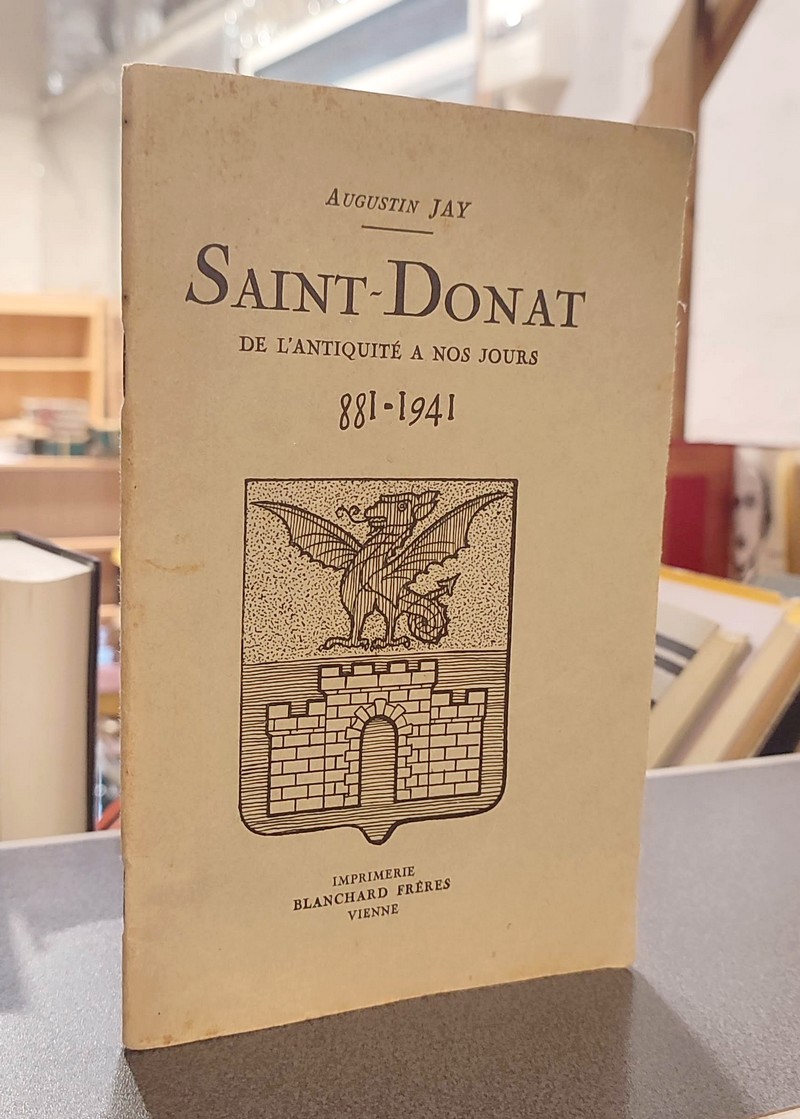 Augustin JAY
Saint-Donat
DE L'ANTIQUITÉ A NOS JOURS
881-1941
IMPRIMERIE
BLANCHARD FRÈRES
VIENNE